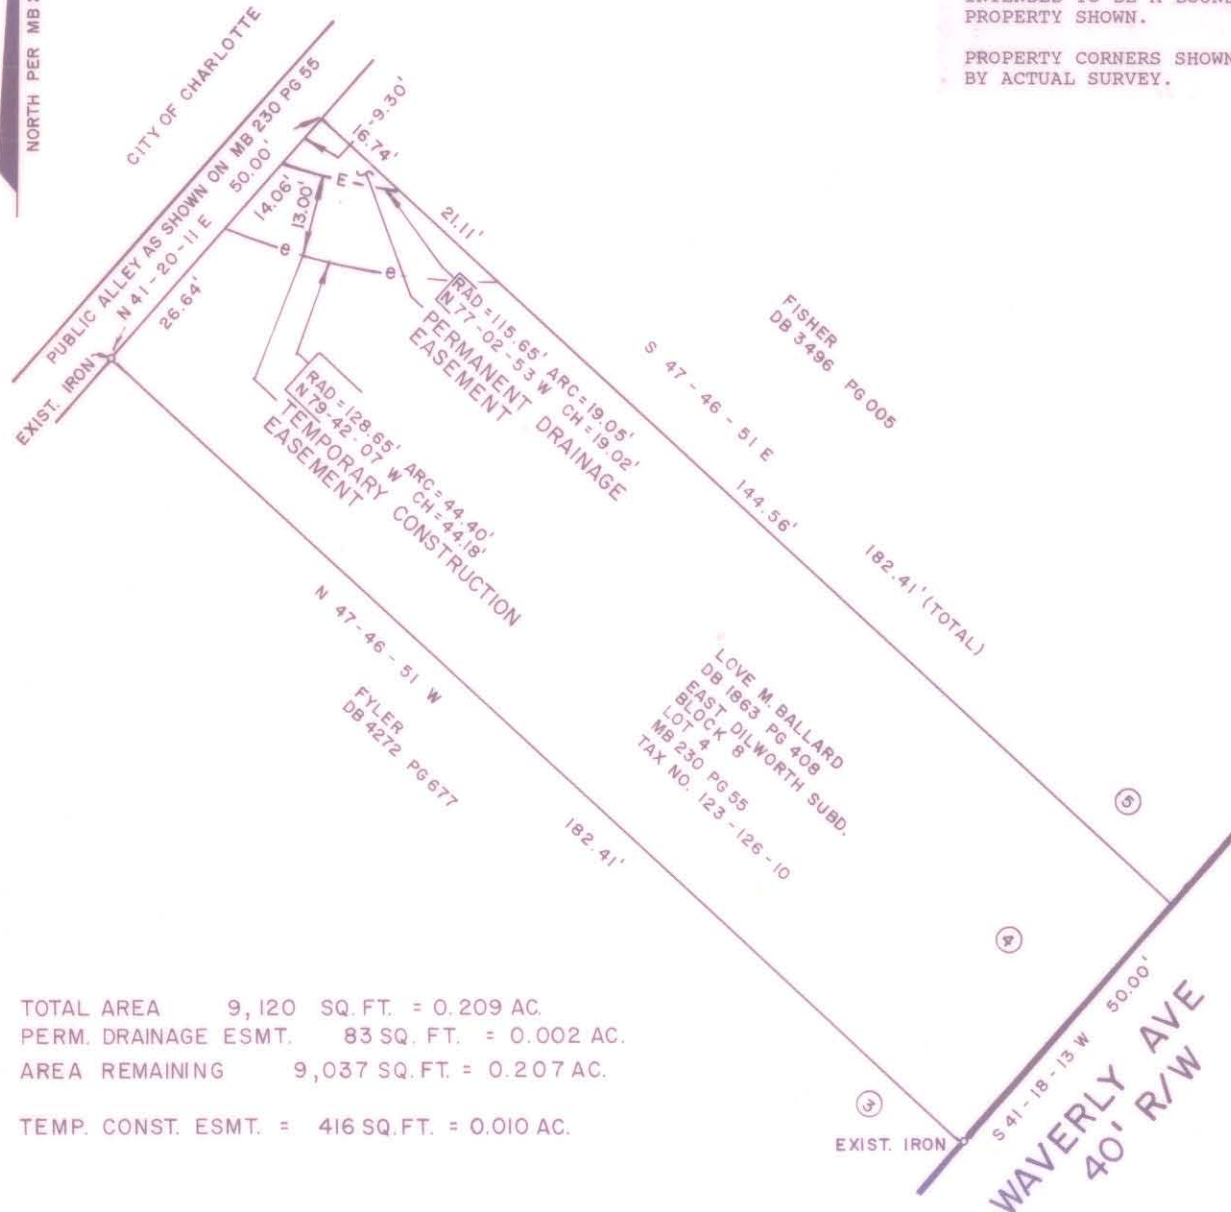 NORTH PER MB
PROPERTY SHOWN.
PROPERTY CORNERS SHOWN
BY ACTUAL SURVEY.
CITY OF CHARLOTTE
PUBLIC ALLEY AS SHOWN ON MB 230 PG 55
N 41-20-11 E 50.00'
9.30'
16.74'
14.06'
13.00'
E
21.11'
26.64'
e
e
EXIST. IRON
RAD = 115.65' ARC = 19.05'
N 77-02-53 W CH = 19.02'
PERMANENT DRAINAGE
EASEMENT
RAD = 128.65' ARC = 44.40'
N 79-42-07 W CH = 44.18'
TEMPORARY CONSTRUCTION
EASEMENT
FISHER
DB 3496 PG 005
S 47-46-51 E
144.56'
182.41' (TOTAL)
N 47-46-51 W
182.41'
FYLER
DB 4272 PG 677
LOVE M. BALLARD
DB 1863 PG 408
EAST DILWORTH SUBD.
BLOCK 8
LOT 4
MB 230 PG 55
TAX NO. 123-126-10
5
4
3
EXIST. IRON
S 41-18-13 W 50.00'
WAVERLY AVE
40' R/W
TOTAL AREA 9,120 SQ. FT. = 0.209 AC.
PERM. DRAINAGE ESMT. 83 SQ. FT. = 0.002 AC.
AREA REMAINING 9,037 SQ. FT. = 0.207 AC.
TEMP. CONST. ESMT. = 416 SQ. FT. = 0.010 AC.